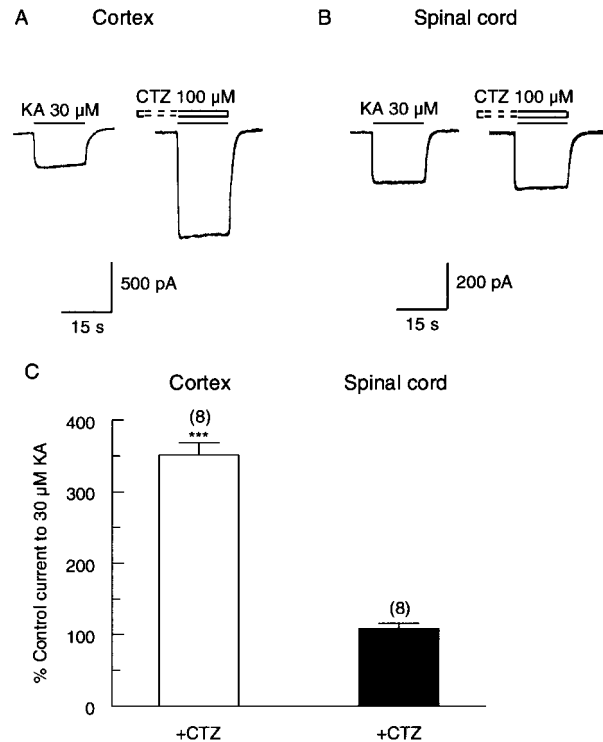 A Cortex
B Spinal cord
KA 30 µM
CTZ 100 µM
KA 30 µM
CTZ 100 µM
500 pA
15 s
200 pA
15 s
C
Cortex
Spinal cord
% Control current to 30 µM KA
400
300
200
100
0
(8)
***
(8)
+CTZ
+CTZ